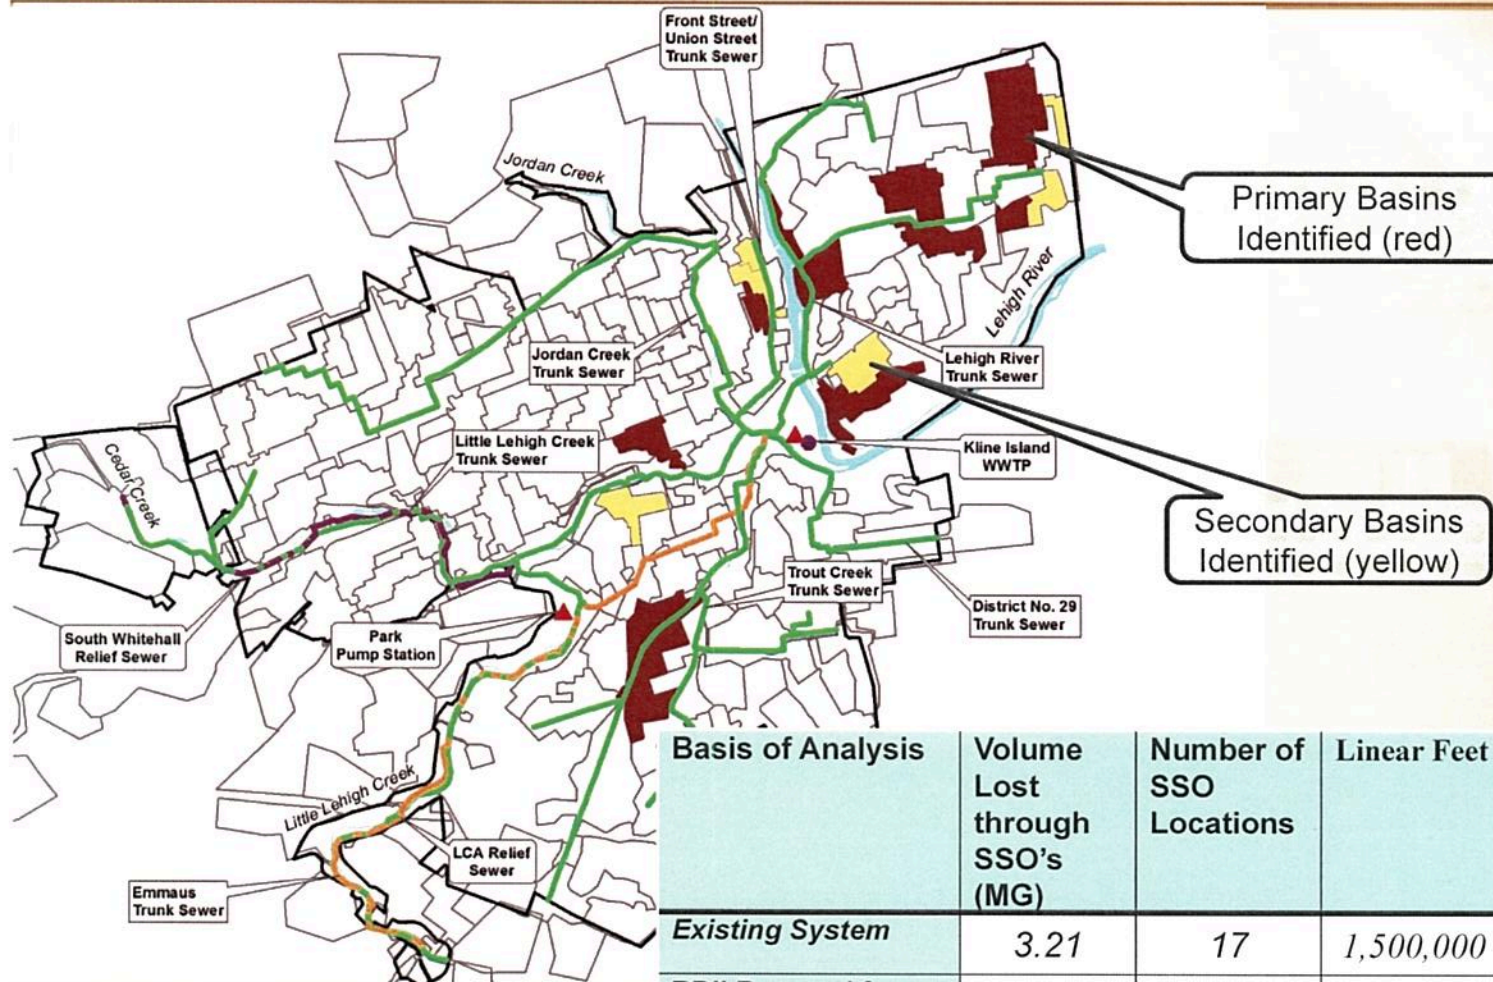 Front Street/
Union Street
Trunk Sewer
Jordan Creek
Primary Basins
Identified (red)
Lehigh River
Jordan Creek
Trunk Sewer
Lehigh River
Trunk Sewer
Little Lehigh Creek
Trunk Sewer
Kline Island
WWTP
Cedar Creek
Secondary Basins
Identified (yellow)
Trout Creek
Trunk Sewer
District No. 29
Trunk Sewer
South Whitehall
Relief Sewer
Park
Pump Station
Little Lehigh Creek
LCA Relief
Sewer
Emmaus
Trunk Sewer
Basis of Analysis
Volume
Lost
through
SSO's
(MG)
Number of
SSO
Locations
Linear Feet
Existing System
3.21
17
1,500,000